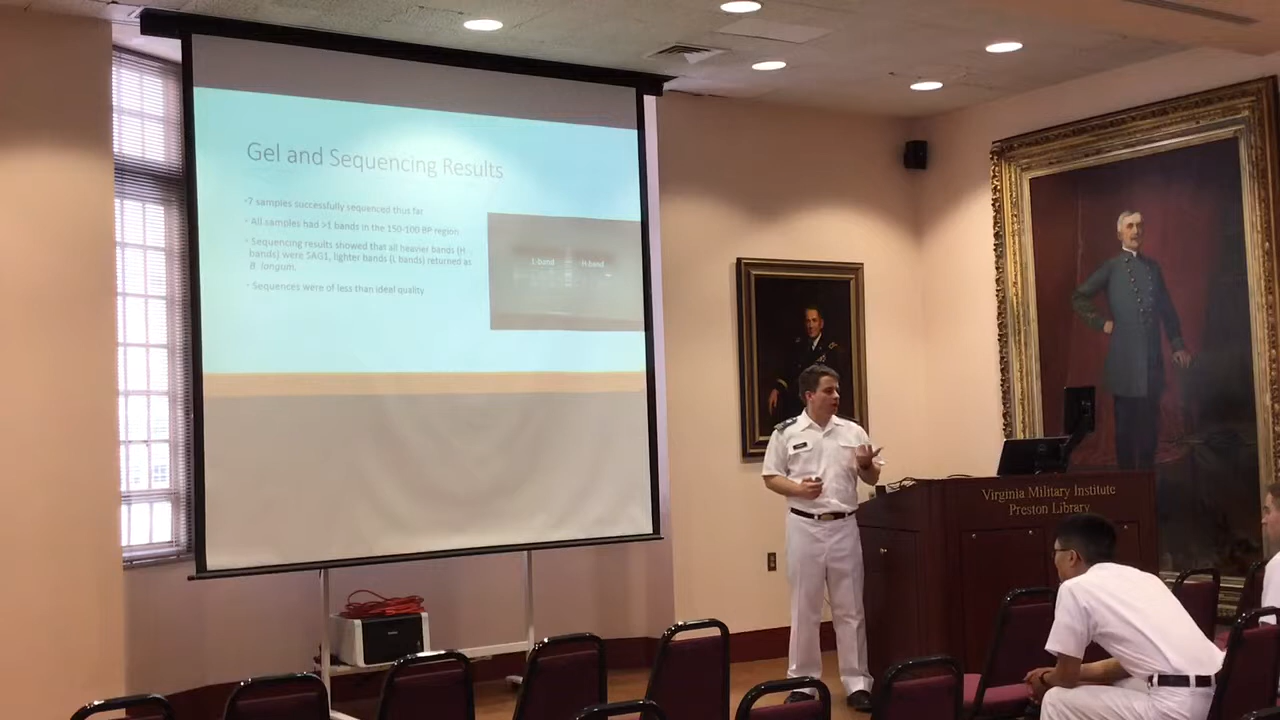 Gel and Sequencing Results
•7 samples successfully sequenced thus far
• All samples had >1 bands in the 150-100 BP region
• Sequencing results showed that all heavier bands (H
bands) were SAG1, lighter bands (L bands) returned as
B. longum.
• Sequences were of less than ideal quality
L-band
H-band
Virginia Military Institute
Preston Library